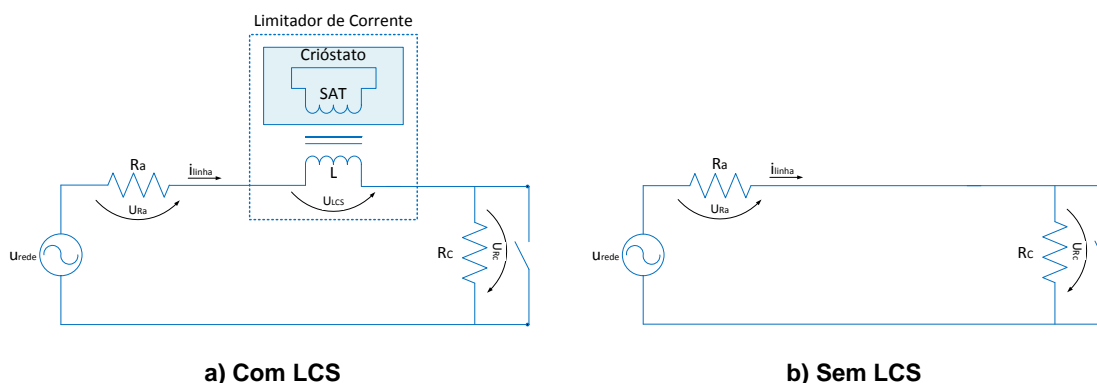 Limitador de Corrente
Crióstato
SAT
Ra
ilinha
L
URa
ULCS
urede
RC
URc
a) Com LCS
Ra
ilinha
URa
urede
RC
URc
b) Sem LCS